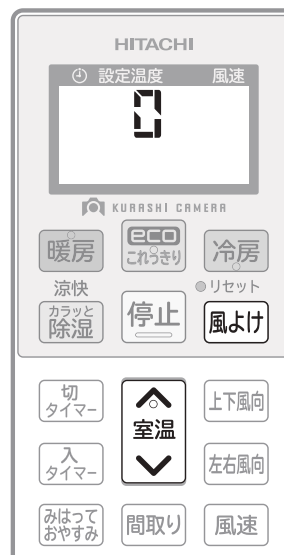 HITACHI
設定温度 風速
0
KURASHI CAMERA
暖房 eco これっきり 冷房
涼快 リセット
カラッと除湿 停止 風よけ
切タイマー 室温 上下風向
入タイマー 左右風向
みはっておやすみ 間取り 風速